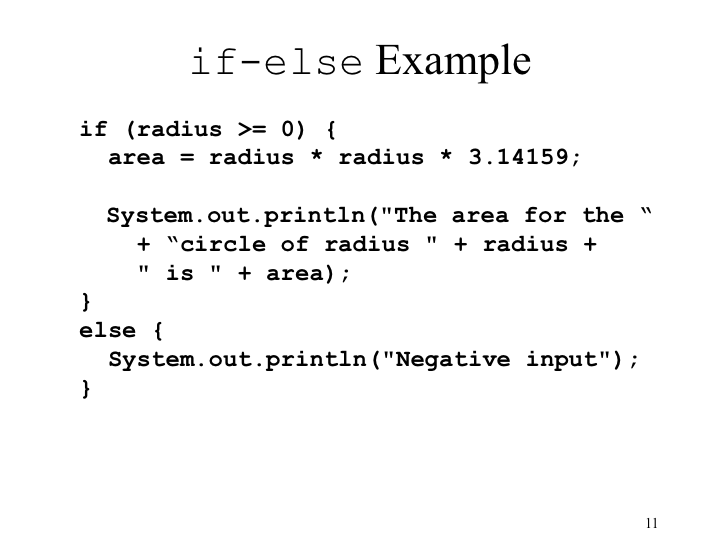 if-else Example
if (radius >= 0) {
area = radius * radius * 3.14159;
System.out.println("The area for the “
+ “circle of radius " + radius +
" is " + area);
}
else {
System.out.println("Negative input");
}
11